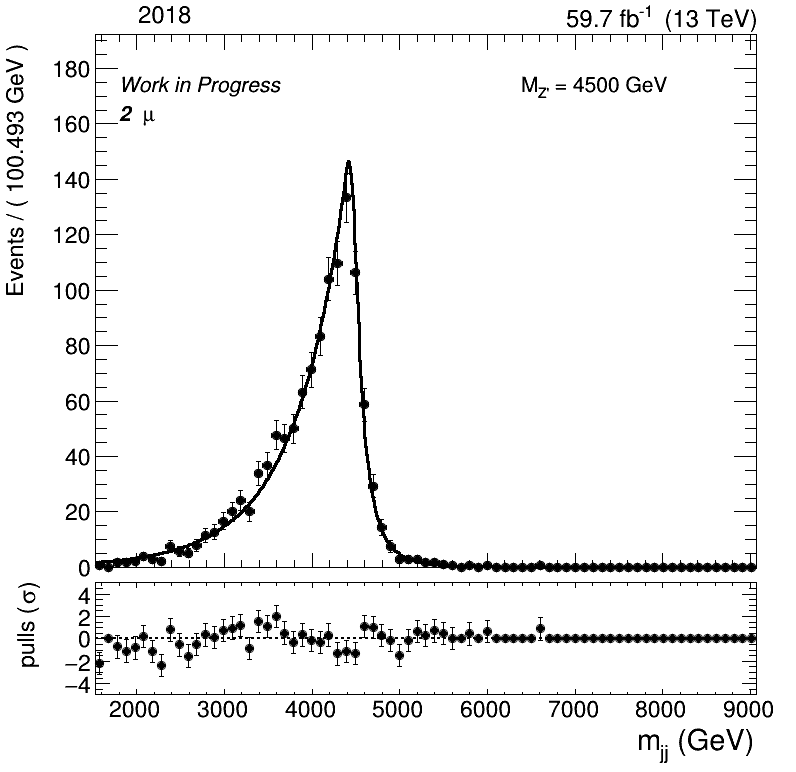 2018 59.7 fb⁻¹ (13 TeV)
Work in Progress M_Z' = 4500 GeV
2 μ
Events / ( 100.493 GeV )
180
160
140
120
100
80
60
40
20
0
pulls (σ)
4
2
0
−2
−4
2000 3000 4000 5000 6000 7000 8000 9000
m_jj (GeV)